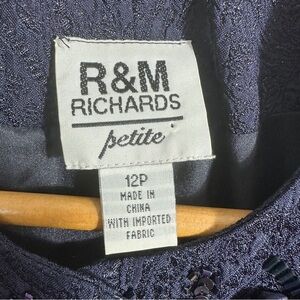 R&M
RICHARDS
petite
12P
MADE IN
CHINA
WITH IMPORTED
FABRIC